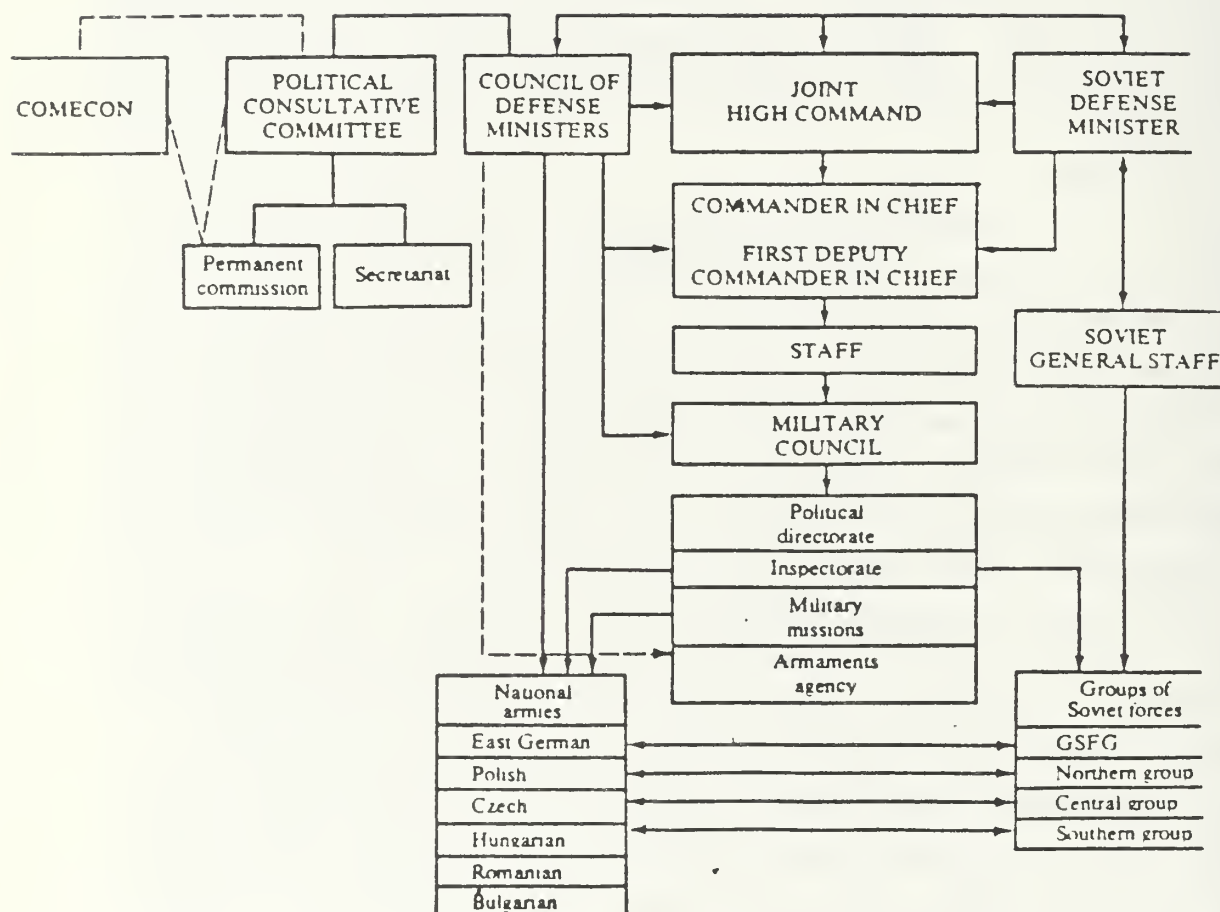 COMECON
POLITICAL
CONSULTATIVE
COMMITTEE
COUNCIL OF
DEFENSE
MINISTERS
JOINT
HIGH COMMAND
SOVIET
DEFENSE
MINISTER
Permanent
commission
Secretariat
COMMANDER IN CHIEF
FIRST DEPUTY
COMMANDER IN CHIEF
STAFF
SOVIET
GENERAL STAFF
MILITARY
COUNCIL
Political
directorate
Inspectorate
Military
missions
Armaments
agency
National
armies
East German
Polish
Czech
Hungarian
Romanian
Bulgarian
Groups of
Soviet forces
GSFG
Northern group
Central group
Southern group